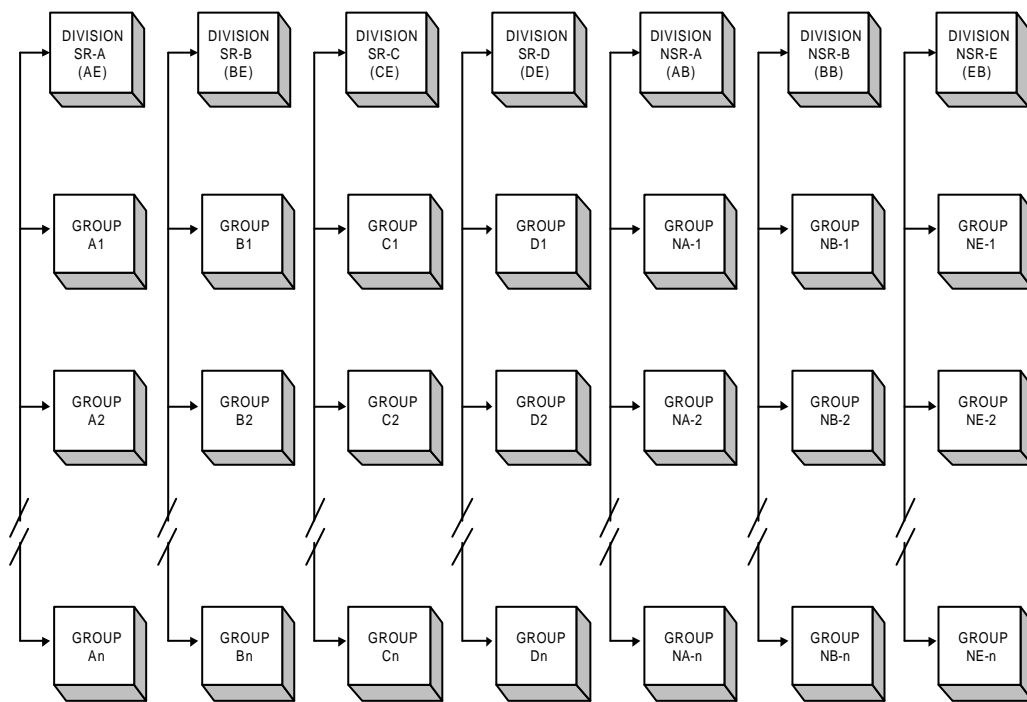 DIVISION
SR-A
(AE)
DIVISION
SR-B
(BE)
DIVISION
SR-C
(CE)
DIVISION
SR-D
(DE)
DIVISION
NSR-A
(AB)
DIVISION
NSR-B
(BB)
DIVISION
NSR-E
(EB)
GROUP
A1
GROUP
B1
GROUP
C1
GROUP
D1
GROUP
NA-1
GROUP
NB-1
GROUP
NE-1
GROUP
A2
GROUP
B2
GROUP
C2
GROUP
D2
GROUP
NA-2
GROUP
NB-2
GROUP
NE-2
GROUP
An
GROUP
Bn
GROUP
Cn
GROUP
Dn
GROUP
NA-n
GROUP
NB-n
GROUP
NE-n